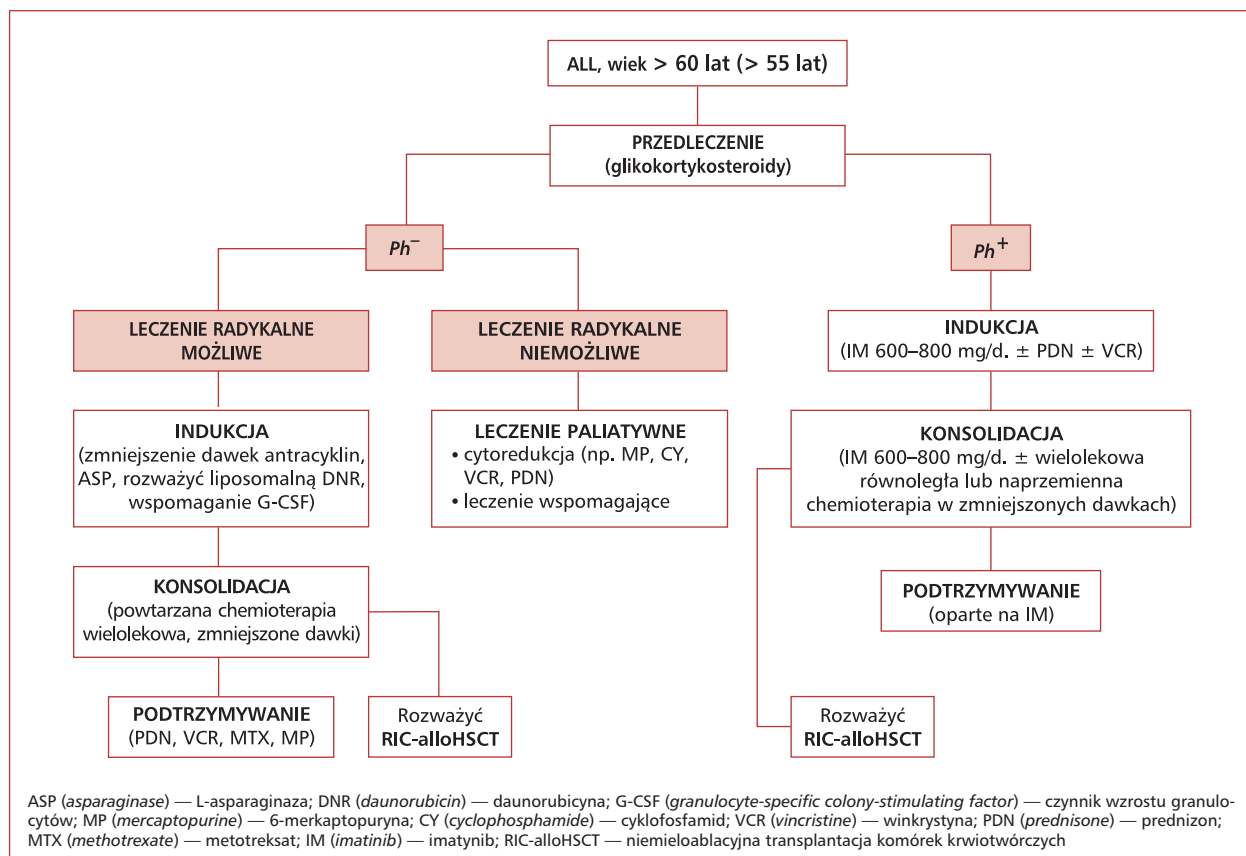 ALL, wiek > 60 lat (> 55 lat)
PRZEDLECZENIE
(glikokortykosteroidy)
Ph⁻
Ph⁺
LECZENIE RADYKALNE
MOŻLIWE
LECZENIE RADYKALNE
NIEMOŻLIWE
INDUKCJA
(IM 600–800 mg/d. ± PDN ± VCR)
INDUKCJA
(zmniejszenie dawek antracyklin,
ASP, rozważyć liposomalną DNR,
wspomaganie G-CSF)
LECZENIE PALIATYWNE
• cytoredukcja (np. MP, CY,
VCR, PDN)
• leczenie wspomagające
KONSOLIDACJA
(IM 600–800 mg/d. ± wielolekowa
równoległa lub naprzemienna
chemioterapia w zmniejszonych dawkach)
KONSOLIDACJA
(powtarzana chemioterapia
wielolekowa, zmniejszone dawki)
PODTRZYMYWANIE
(oparte na IM)
PODTRZYMYWANIE
(PDN, VCR, MTX, MP)
Rozważyć
RIC-alloHSCT
Rozważyć
RIC-alloHSCT
ASP (asparaginase) — L-asparaginaza; DNR (daunorubicin) — daunorubicyna; G-CSF (granulocyte-specific colony-stimulating factor) — czynnik wzrostu granulo-
cytów; MP (mercaptopurine) — 6-merkaptopuryna; CY (cyclophosphamide) — cyklofosfamid; VCR (vincristine) — winkrystyna; PDN (prednisone) — prednizon;
MTX (methotrexate) — metotreksat; IM (imatinib) — imatynib; RIC-alloHSCT — niemieloablacyjna transplantacja komórek krwiotwórczych